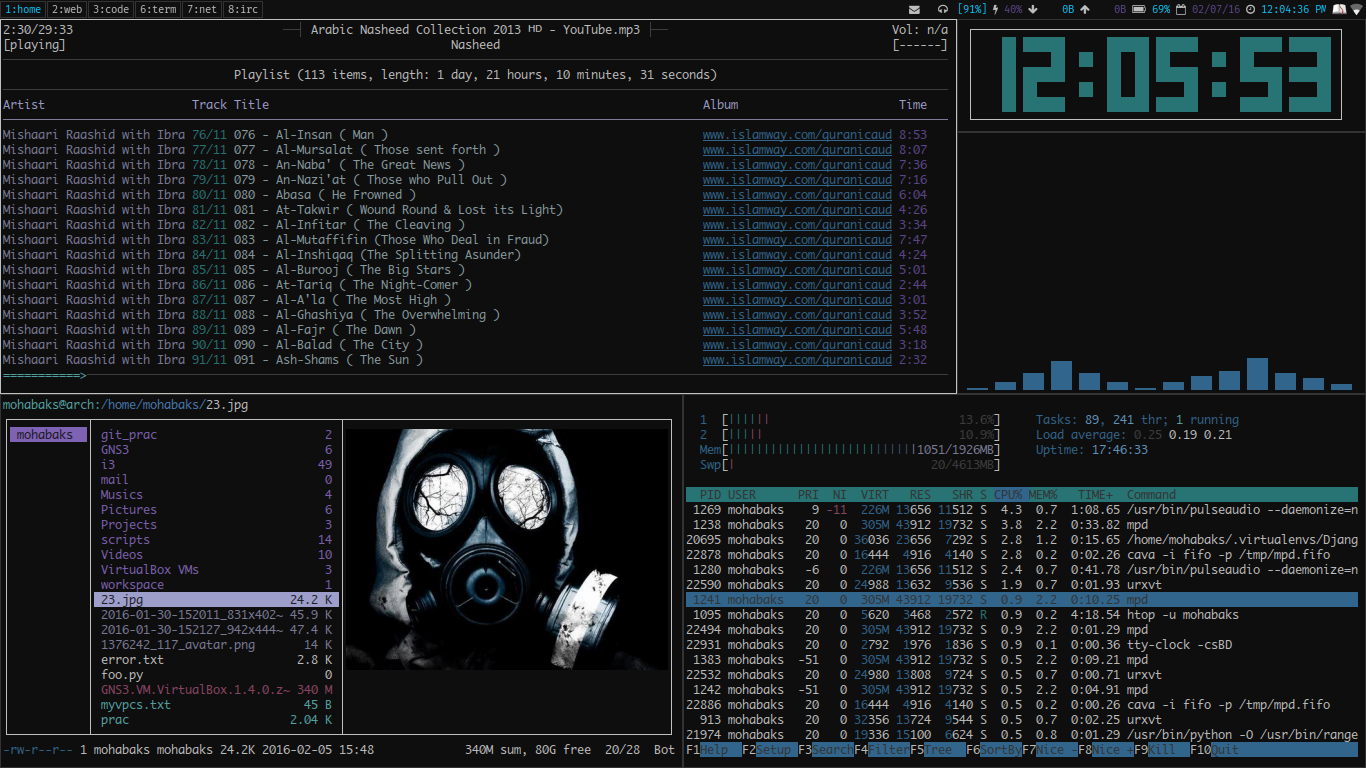 1:home 2:web 3:code 6:term 7:net 8:irc
[91%] 40% 0B 0B 69% 02/07/16 12:04:36 PM
2:30/29:33 Arabic Nasheed Collection 2013 HD - YouTube.mp3 Vol: n/a
[playing] Nasheed [------]
Playlist (113 items, length: 1 day, 21 hours, 10 minutes, 31 seconds)
Artist Track Title Album Time
Mishaari Raashid with Ibra 76/11 076 - Al-Insan ( Man ) www.islamway.com/quranicaud 8:53
Mishaari Raashid with Ibra 77/11 077 - Al-Mursalat ( Those sent forth ) www.islamway.com/quranicaud 8:07
Mishaari Raashid with Ibra 78/11 078 - An-Naba' ( The Great News ) www.islamway.com/quranicaud 7:36
Mishaari Raashid with Ibra 79/11 079 - An-Nazi'at ( Those who Pull Out ) www.islamway.com/quranicaud 7:16
Mishaari Raashid with Ibra 80/11 080 - Abasa ( He Frowned ) www.islamway.com/quranicaud 6:04
Mishaari Raashid with Ibra 81/11 081 - At-Takwir ( Wound Round & Lost its Light) www.islamway.com/quranicaud 4:26
Mishaari Raashid with Ibra 82/11 082 - Al-Infitar ( The Cleaving ) www.islamway.com/quranicaud 3:34
Mishaari Raashid with Ibra 83/11 083 - Al-Mutaffifin (Those Who Deal in Fraud) www.islamway.com/quranicaud 7:47
Mishaari Raashid with Ibra 84/11 084 - Al-Inshiqaq (The Splitting Asunder) www.islamway.com/quranicaud 4:24
Mishaari Raashid with Ibra 85/11 085 - Al-Burooj ( The Big Stars ) www.islamway.com/quranicaud 5:01
Mishaari Raashid with Ibra 86/11 086 - At-Tariq ( The Night-Comer ) www.islamway.com/quranicaud 2:44
Mishaari Raashid with Ibra 87/11 087 - Al-A'la ( The Most High ) www.islamway.com/quranicaud 3:01
Mishaari Raashid with Ibra 88/11 088 - Al-Ghashiya ( The Overwhelming ) www.islamway.com/quranicaud 3:52
Mishaari Raashid with Ibra 89/11 089 - Al-Fajr ( The Dawn ) www.islamway.com/quranicaud 5:48
Mishaari Raashid with Ibra 90/11 090 - Al-Balad ( The City ) www.islamway.com/quranicaud 3:18
Mishaari Raashid with Ibra 91/11 091 - Ash-Shams ( The Sun ) www.islamway.com/quranicaud 2:32
===========>
12:05:53
mohabaks@arch:/home/mohabaks/23.jpg
mohabaks
git_prac 2
GNS3 6
i3 49
mail 0
Musics 4
Pictures 6
Projects 3
scripts 14
Videos 10
VirtualBox VMs 3
workspace 1
23.jpg 24.2 K
2016-01-30-152011_831x402~ 45.9 K
2016-01-30-152127_942x444~ 47.4 K
1376242_117_avatar.png 14 K
error.txt 2.8 K
foo.py 0
GNS3.VM.VirtualBox.1.4.0.z~ 340 M
myvpcs.txt 45 B
prac 2.04 K
-rw-r--r-- 1 mohabaks mohabaks 24.2K 2016-02-05 15:48 340M sum, 80G free 20/28 Bot
1 [|||||| 13.6%] Tasks: 89, 241 thr; 1 running
2 [||||| 10.9%] Load average: 0.25 0.19 0.21
Mem[|||||||||||||||||||||||||||1051/1926MB] Uptime: 17:46:33
Swp[| 20/4613MB]
PID USER PRI NI VIRT RES SHR S CPU% MEM% TIME+ Command
1269 mohabaks 9 -11 226M 13656 11512 S 4.3 0.7 1:08.65 /usr/bin/pulseaudio --daemonize=n
1238 mohabaks 20 0 305M 43912 19732 S 3.8 2.2 0:33.82 mpd
20695 mohabaks 20 0 36036 23656 7292 S 2.8 1.2 0:15.65 /home/mohabaks/.virtualenvs/Djang
22878 mohabaks 20 0 16444 4916 4140 S 2.8 0.2 0:02.26 cava -i fifo -p /tmp/mpd.fifo
1280 mohabaks -6 0 226M 13656 11512 S 2.4 0.7 0:41.78 /usr/bin/pulseaudio --daemonize=n
22590 mohabaks 20 0 24988 13632 9536 S 1.9 0.7 0:01.93 urxvt
1241 mohabaks 20 0 305M 43912 19732 S 0.9 2.2 0:10.25 mpd
1095 mohabaks 20 0 5620 3468 2572 R 0.9 0.2 4:18.54 htop -u mohabaks
22494 mohabaks 20 0 305M 43912 19732 S 0.9 2.2 0:01.29 mpd
22931 mohabaks 20 0 2792 1976 1836 S 0.9 0.1 0:00.36 tty-clock -csBD
1383 mohabaks -51 0 305M 43912 19732 S 0.5 2.2 0:09.21 mpd
22532 mohabaks 20 0 24980 13808 9724 S 0.5 0.7 0:00.71 urxvt
1242 mohabaks -51 0 305M 43912 19732 S 0.5 2.2 0:04.91 mpd
22886 mohabaks 20 0 16444 4916 4140 S 0.5 0.2 0:00.26 cava -i fifo -p /tmp/mpd.fifo
913 mohabaks 20 0 32356 13724 9544 S 0.5 0.7 0:02.25 urxvt
21974 mohabaks 20 0 19336 15100 6624 S 0.5 0.8 0:01.29 /usr/bin/python -O /usr/bin/range
F1Help F2Setup F3SearchF4FilterF5Tree F6SortByF7Nice -F8Nice +F9Kill F10Quit